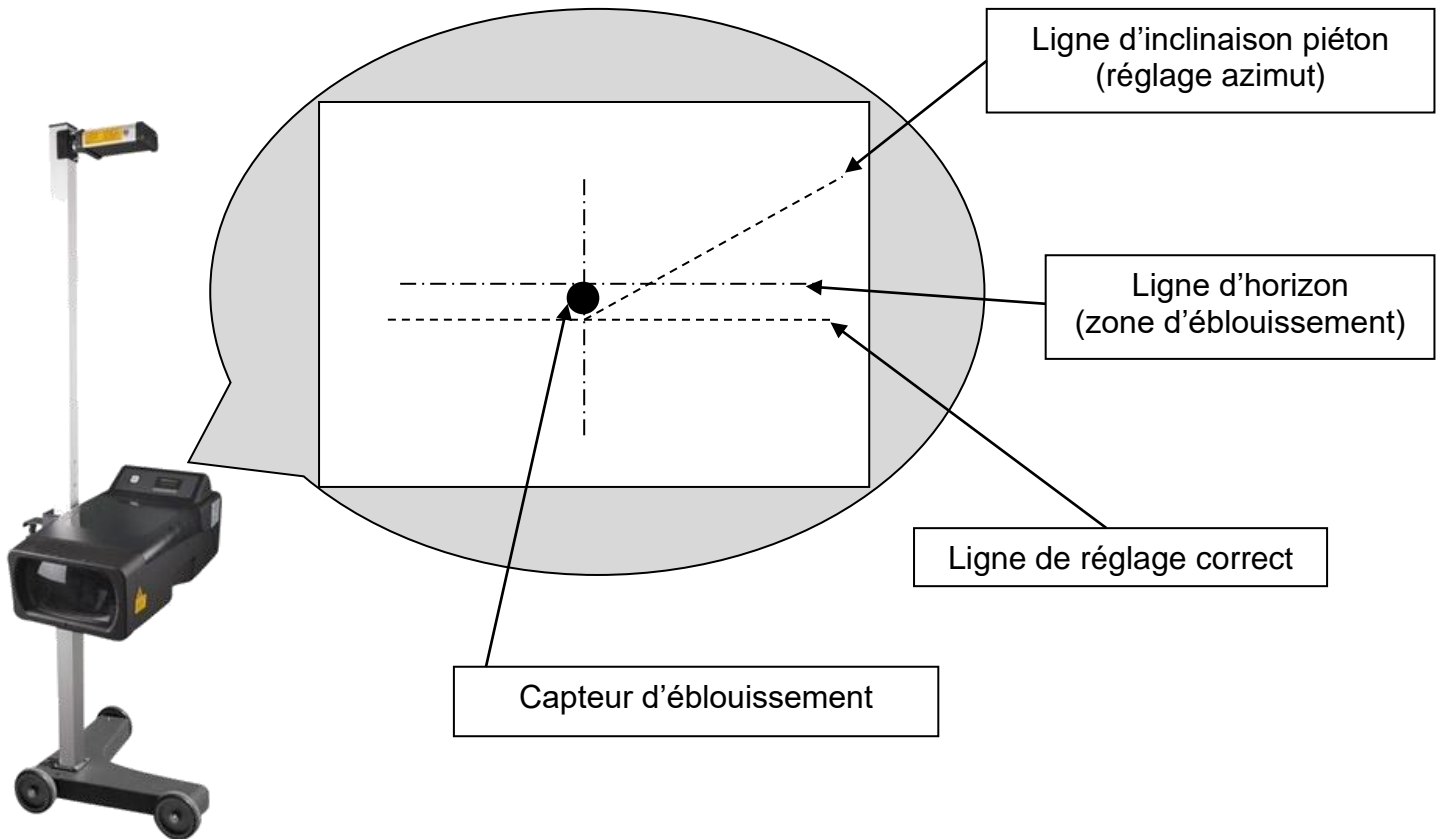 Ligne d’inclinaison piéton
(réglage azimut)
Ligne d’horizon
(zone d’éblouissement)
Ligne de réglage correct
Capteur d’éblouissement